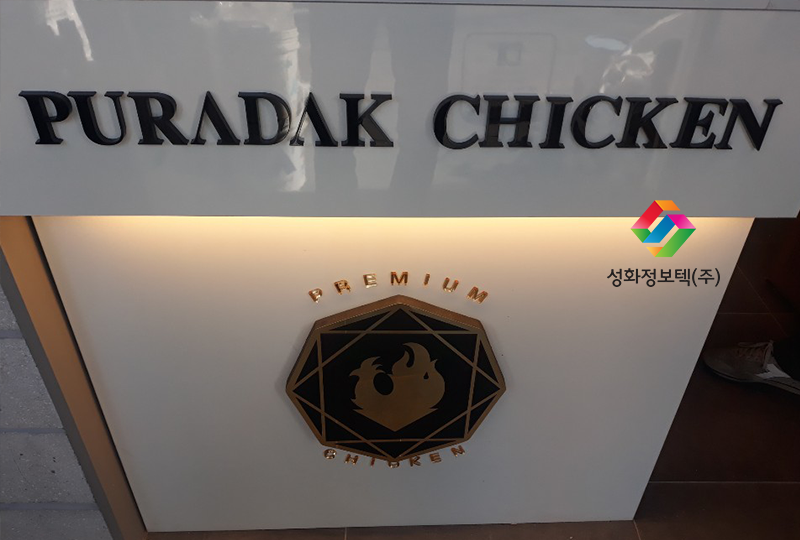 PURADAK CHICKEN
성화정보텍(주)
PREMIUM
CHICKEN